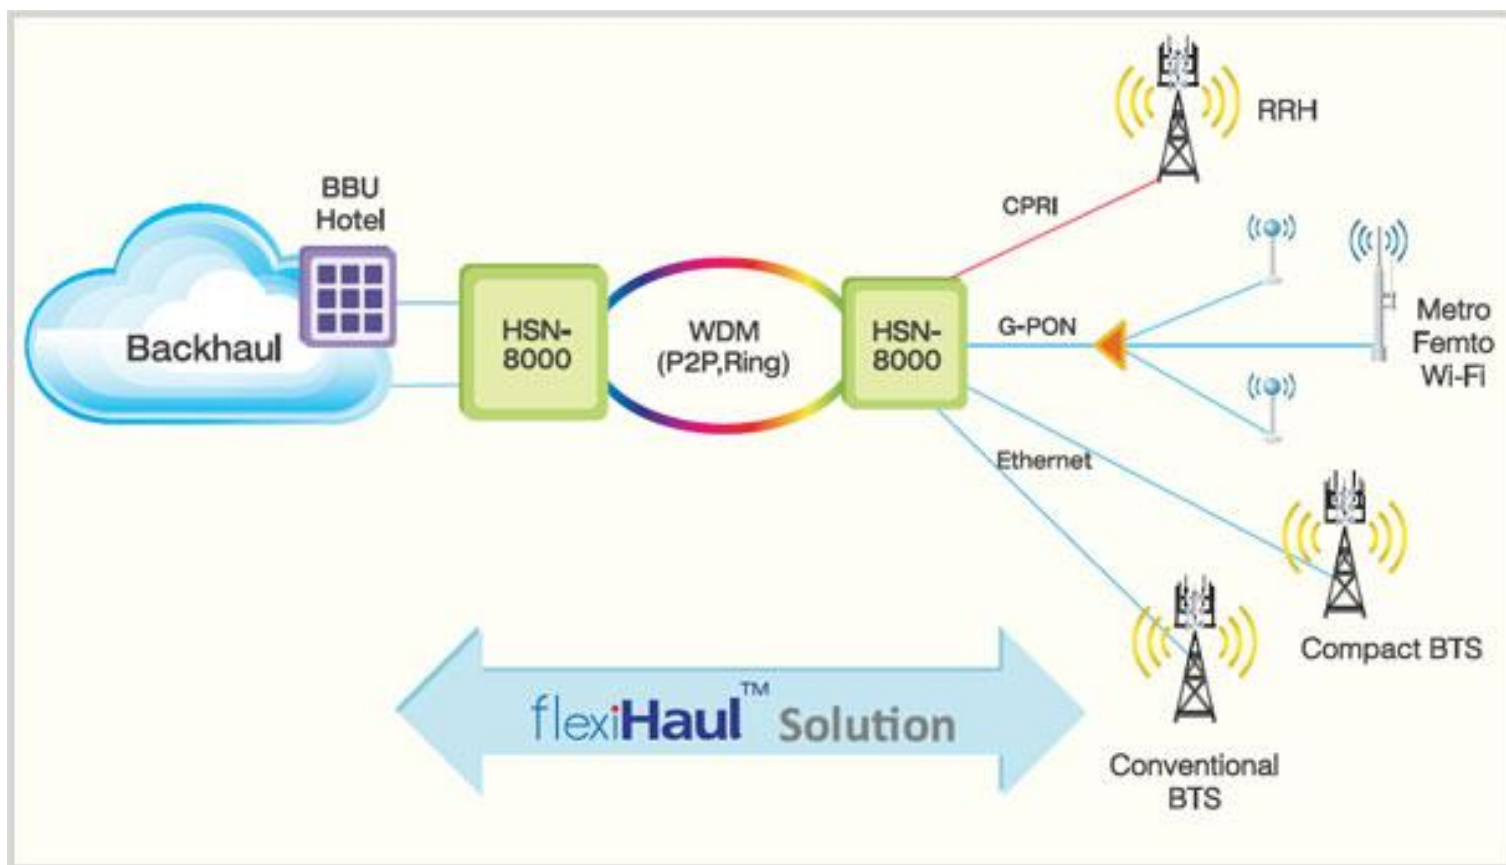 BBU
Hotel
Backhaul
HSN-
8000
WDM
(P2P,Ring)
HSN-
8000
CPRI
RRH
G-PON
Metro
Femto
Wi-Fi
Ethernet
Compact BTS
Conventional
BTS
flexiHaul™ Solution